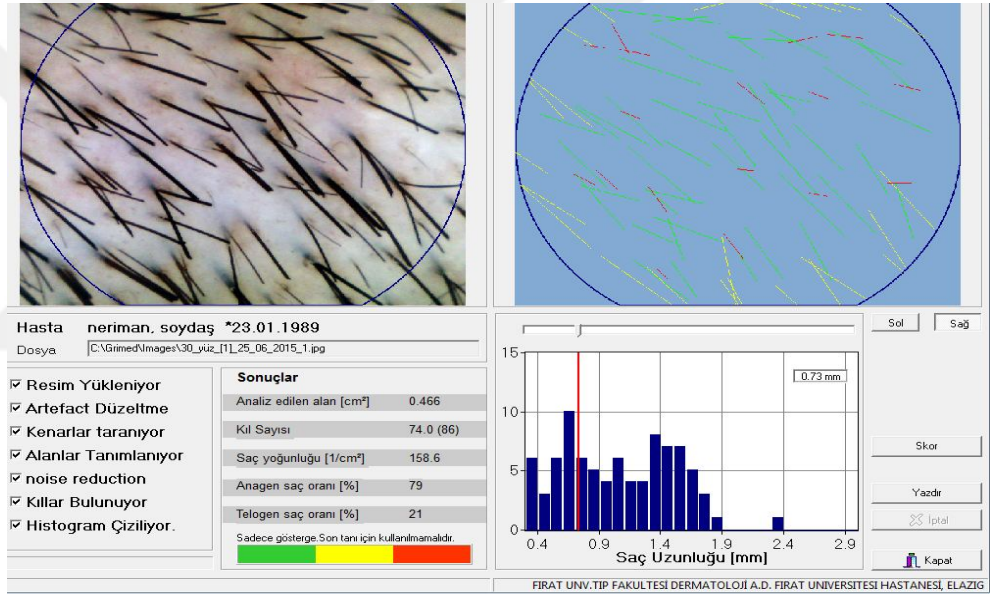 Hasta neriman, soydaş *23.01.1989
Dosya C:\Grimed\Images\30_yüz_[1]_25_06_2015_1.jpg
Resim Yükleniyor
Artefact Düzeltme
Kenarlar taranıyor
Alanlar Tanımlanıyor
noise reduction
Kıllar Bulunuyor
Histogram Çiziliyor.
Sonuçlar
Analiz edilen alan [cm²] 0.466
Kıl Sayısı 74.0 (86)
Saç yoğunluğu [1/cm²] 158.6
Anagen saç oranı [%] 79
Telogen saç oranı [%] 21
Sadece gösterge.Son tanı için kullanılmamalıdır.
15
10
5
0
0.73 mm
0.4 0.9 1.4 1.9 2.4 2.9
Saç Uzunluğu [mm]
Sol Sağ
Skor
Yazdır
İptal
Kapat
FIRAT UNV.TIP FAKULTESİ DERMATOLOJİ A.D. FIRAT UNIVERSITESI HASTANESİ, ELAZIG